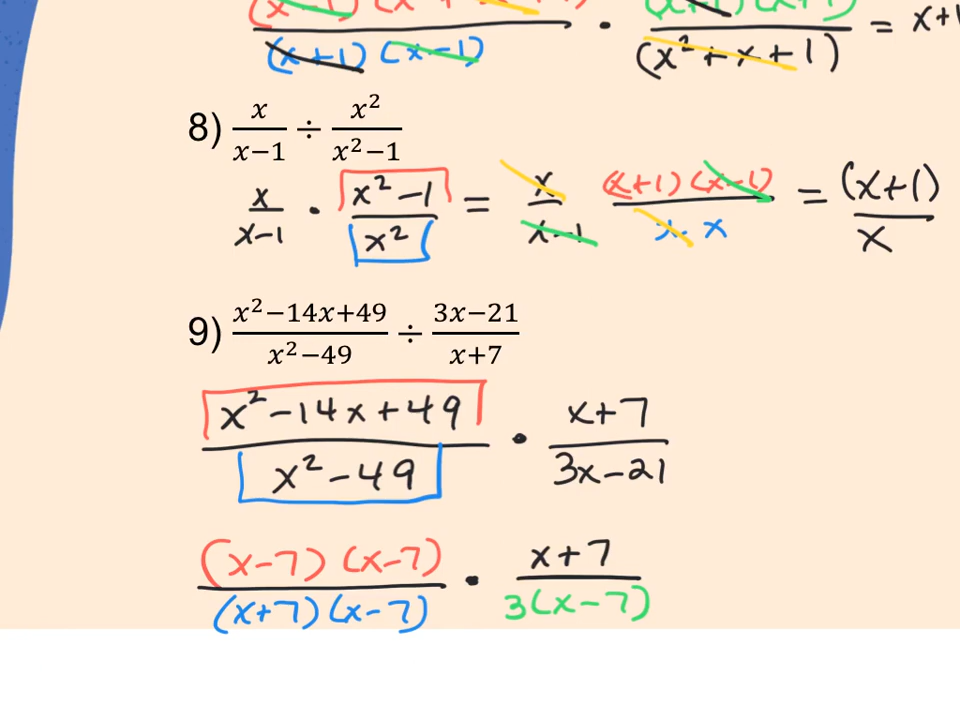 (x+1)(x-1) (x²+x+1) = x+1
8) x/(x−1) ÷ x²/(x²−1)
x/(x-1) · (x²-1)/x² = x/(x-1) (x+1)(x-1)/(x·x) = (x+1)/x
9) (x²−14x+49)/(x²−49) ÷ (3x−21)/(x+7)
(x²-14x+49)/(x²-49) · (x+7)/(3x-21)
(x-7)(x-7)/((x+7)(x-7)) · (x+7)/(3(x-7))